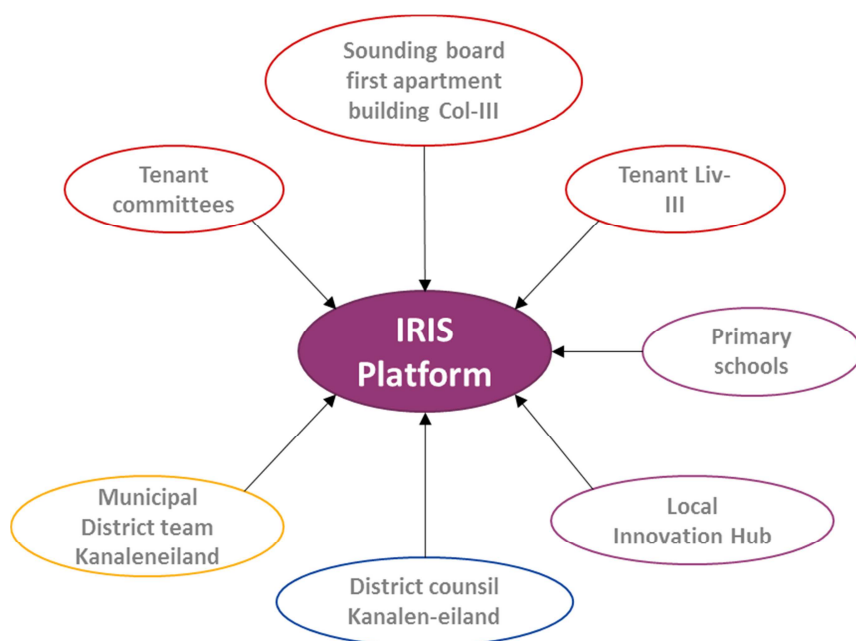 Sounding board
first apartment
building Col-III
Tenant
committees
Tenant Liv-
III
IRIS
Platform
Primary
schools
Municipal
District team
Kanaleneiland
Local
Innovation Hub
District counsil
Kanalen-eiland